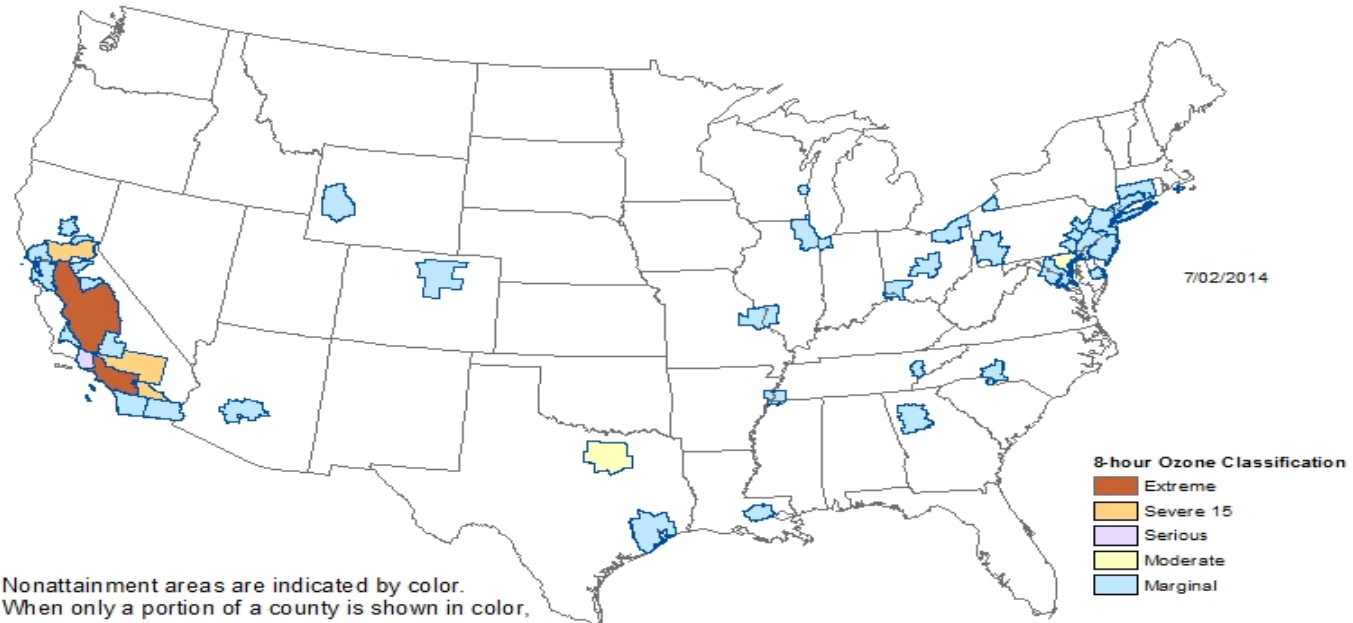 7/02/2014
8-hour Ozone Classification
Extreme
Severe 15
Serious
Moderate
Marginal
Nonattainment areas are indicated by color.
When only a portion of a county is shown in color,